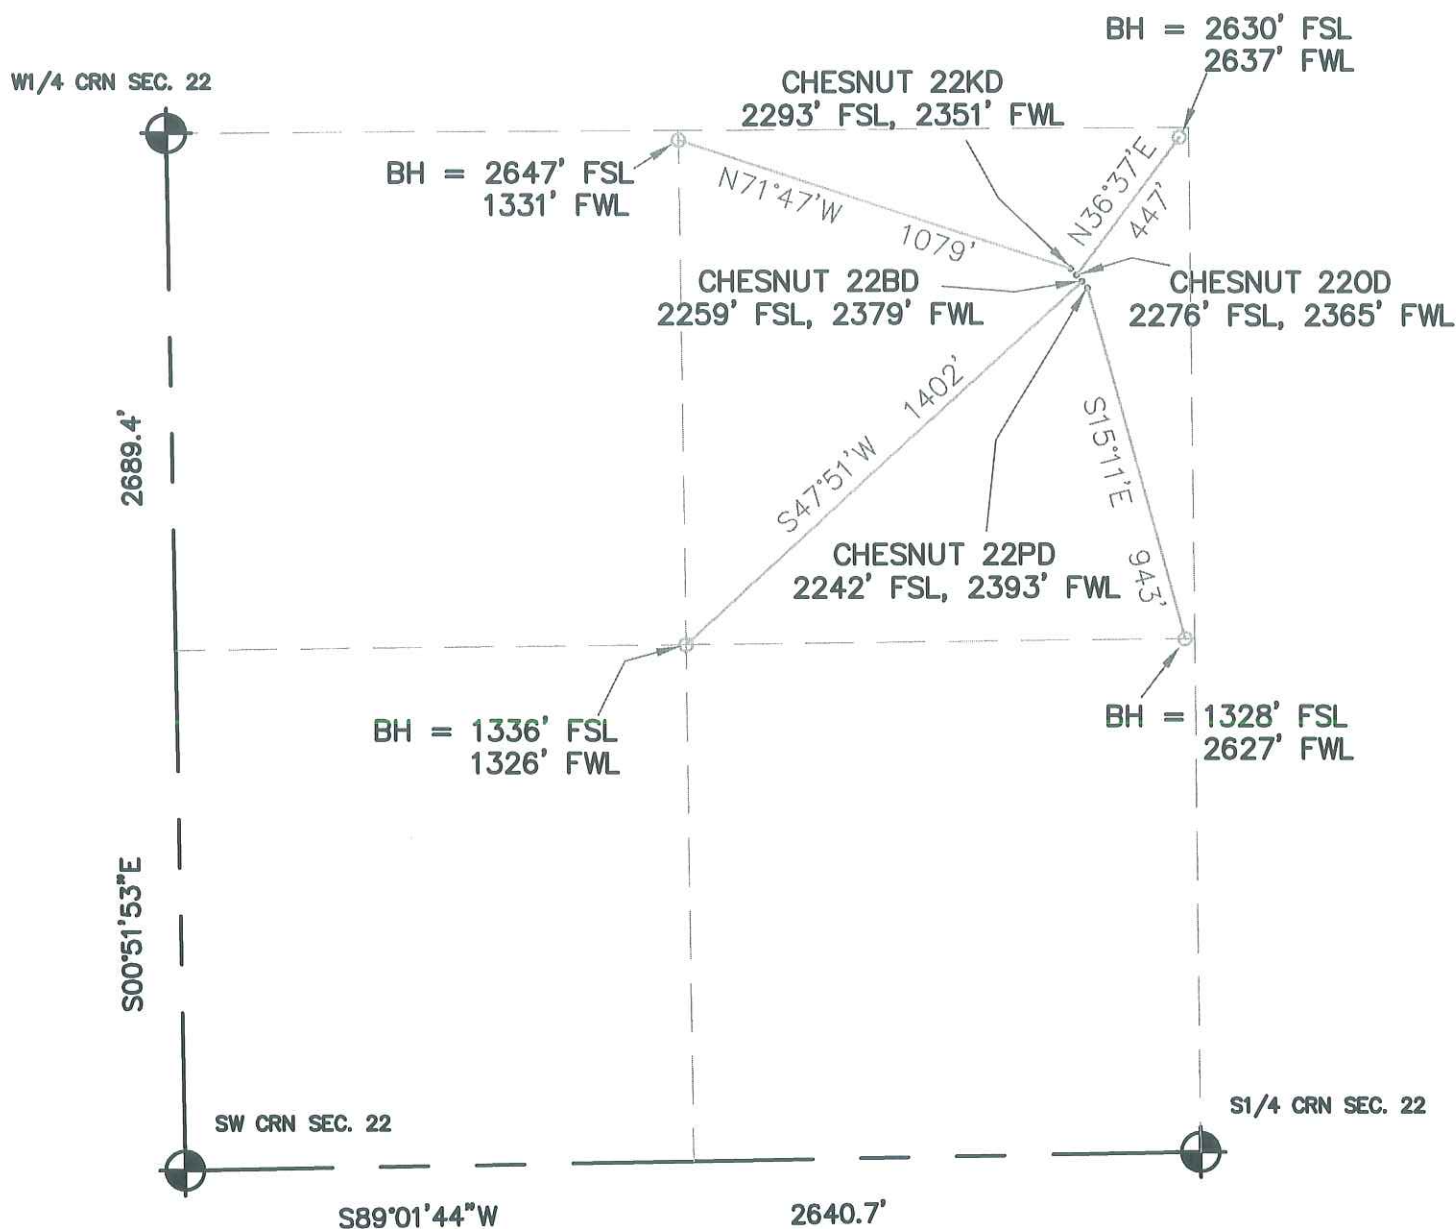 BH = 2630' FSL
2637' FWL
W1/4 CRN SEC. 22
CHESNUT 22KD
2293' FSL, 2351' FWL
BH = 2647' FSL
1331' FWL
N71°47'W
1079'
N36°37'E
447'
CHESNUT 22BD
2259' FSL, 2379' FWL
CHESNUT 22OD
2276' FSL, 2365' FWL
2689.4'
S47°51'W
1402'
S15°11'E
943'
CHESNUT 22PD
2242' FSL, 2393' FWL
BH = 1336' FSL
1326' FWL
BH = 1328' FSL
2627' FWL
S00°51'53"E
SW CRN SEC. 22
S1/4 CRN SEC. 22
S89°01'44"W
2640.7'